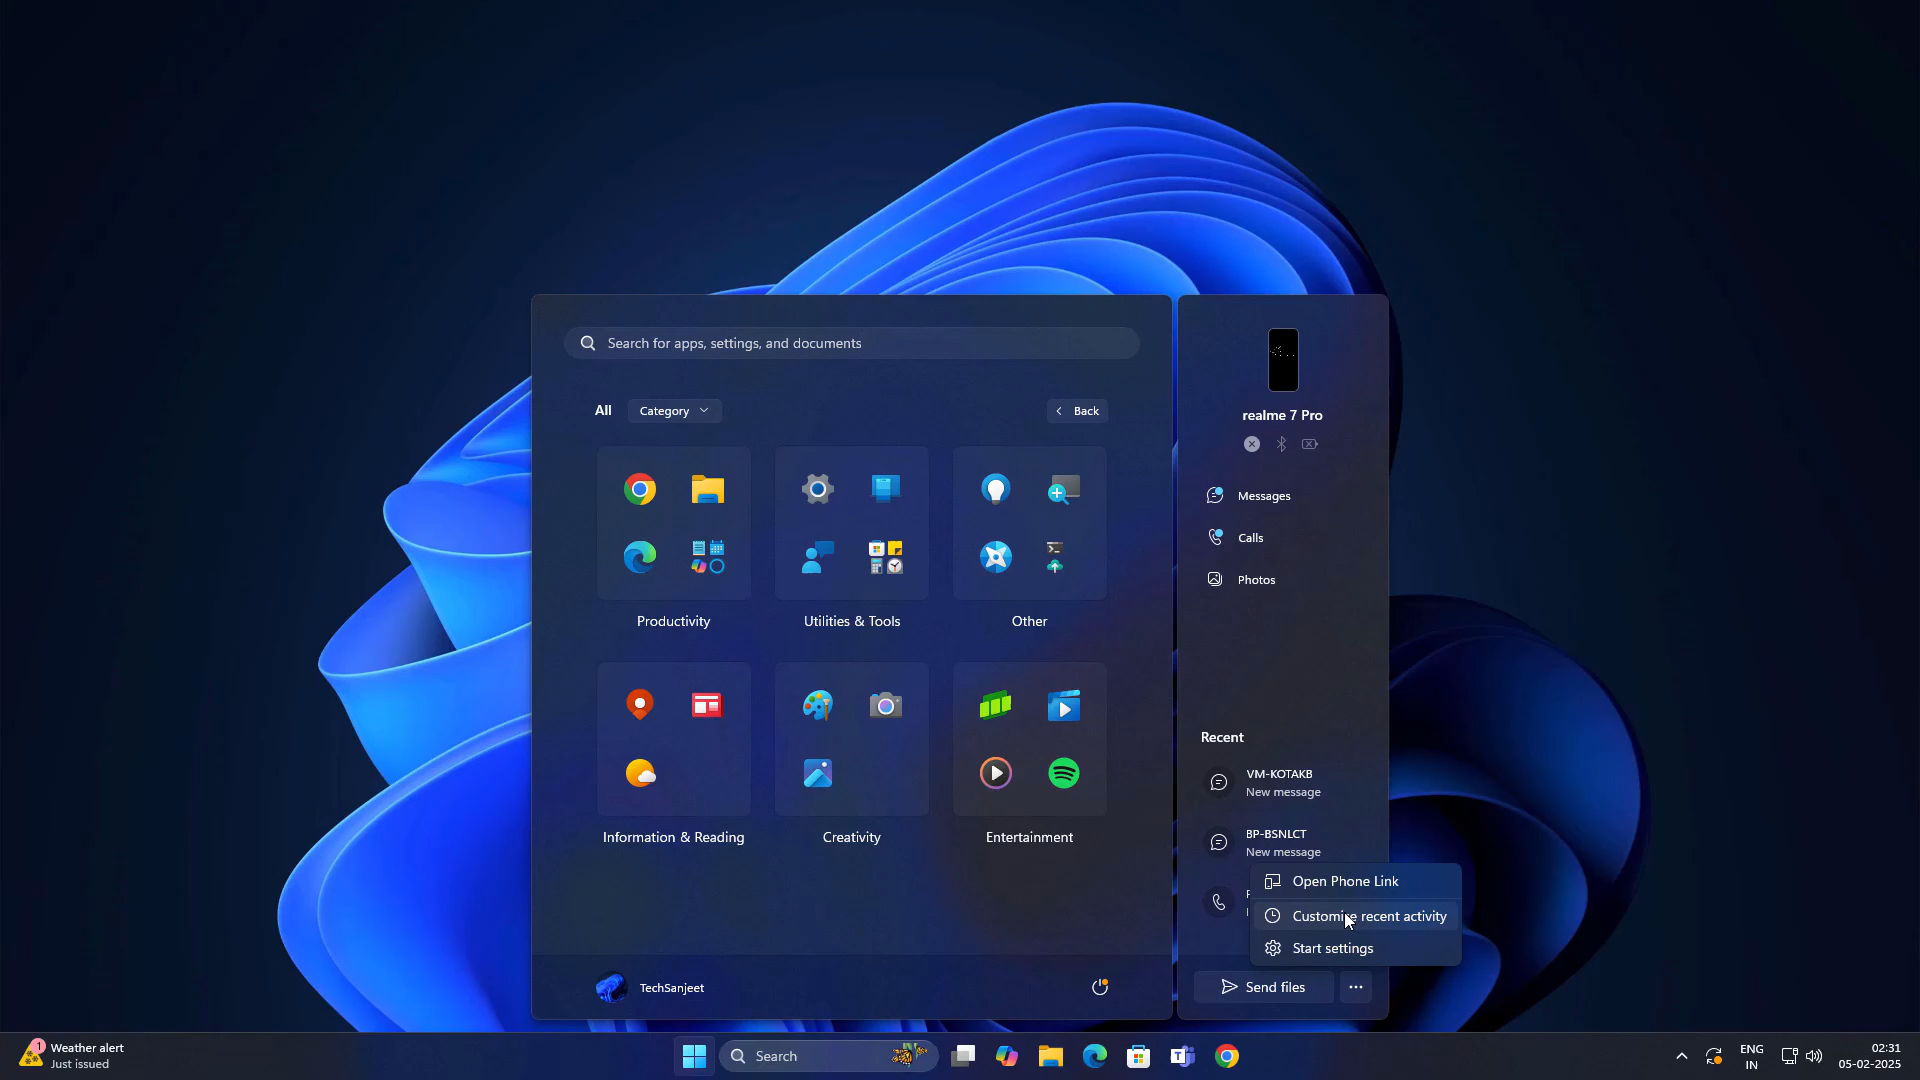 Search for apps, settings, and documents
All
Category
Back
Productivity
Utilities & Tools
Other
Information & Reading
Creativity
Entertainment
TechSanjeet
realme 7 Pro
Messages
Calls
Photos
Recent
VM-KOTAKB
New message
BP-BSNLCT
New message
Open Phone Link
Customise recent activity
Start settings
Send files
1
Weather alert
Just issued
Search
ENG
IN
02:31
05-02-2025